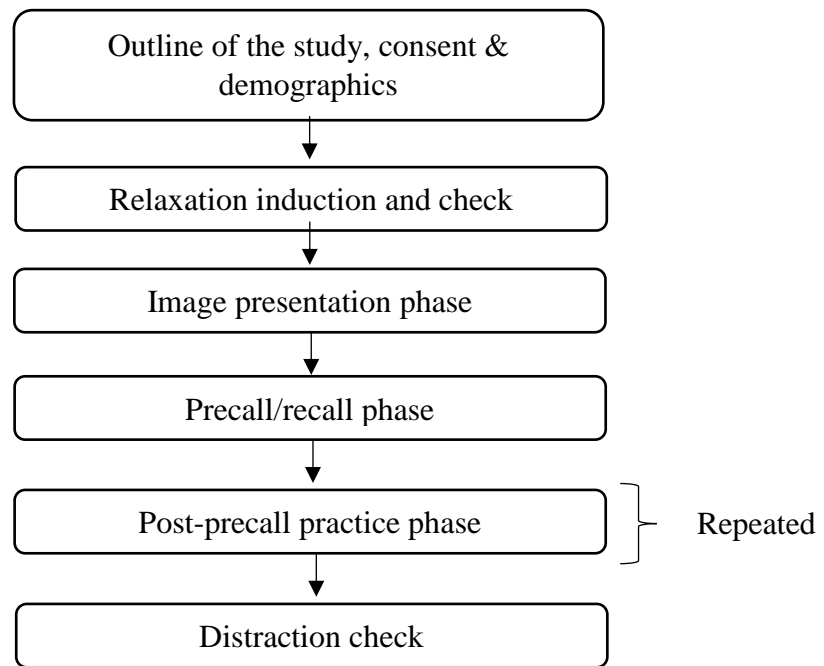 Outline of the study, consent &
demographics
Relaxation induction and check
Image presentation phase
Precall/recall phase
Post-precall practice phase
Repeated
Distraction check